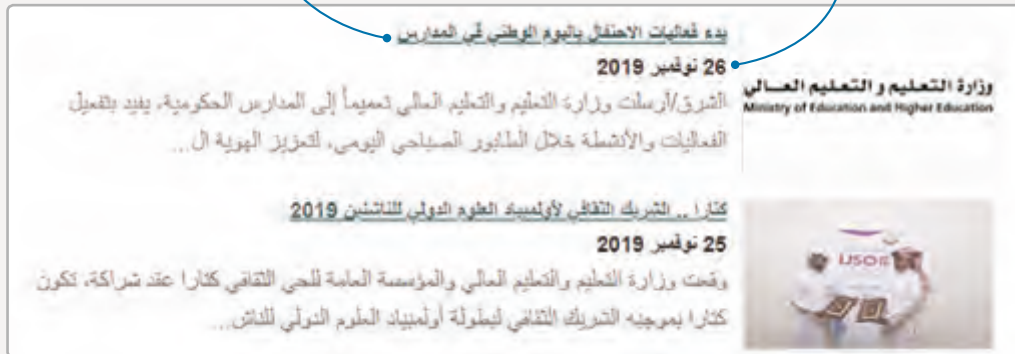 بدء فعاليات الاحتفال باليوم الوطني في المدارس
26 نوفمبر 2019
الشرق/أرسلت وزارة التعليم والتعليم العالي تعميماً إلى المدارس الحكومية، يفيد بتفعيل
الفعاليات والأنشطة خلال الطابور الصباحي اليومي، لتعزيز الهوية ال...
وزارة التعليم و التعليم العـــالي
Ministry of Education and Higher Education
كتارا .. الشريك الثقافي لأولمبياد العلوم الدولي للناشئين 2019
25 نوفمبر 2019
وقعت وزارة التعليم والتعليم العالي والمؤسسة العامة للحي الثقافي كتارا عقد شراكة، تكون
كتارا بموجبه الشريك الثقافي لبطولة أولمبياد العلوم الدولي للناش...
IJSO